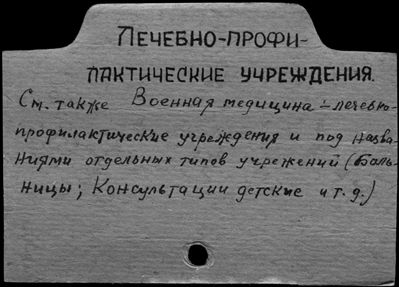 ЛЕЧЕБНО-ПРОФИ-
ЛАКТИЧЕСКИЕ УЧРЕЖДЕНИЯ.
См. также Военная медицина - лечебно-
профилактические учреждения и под назва-
ниями отдельных типов учрежений (Боль-
ницы; Консультации детские и т. д.)